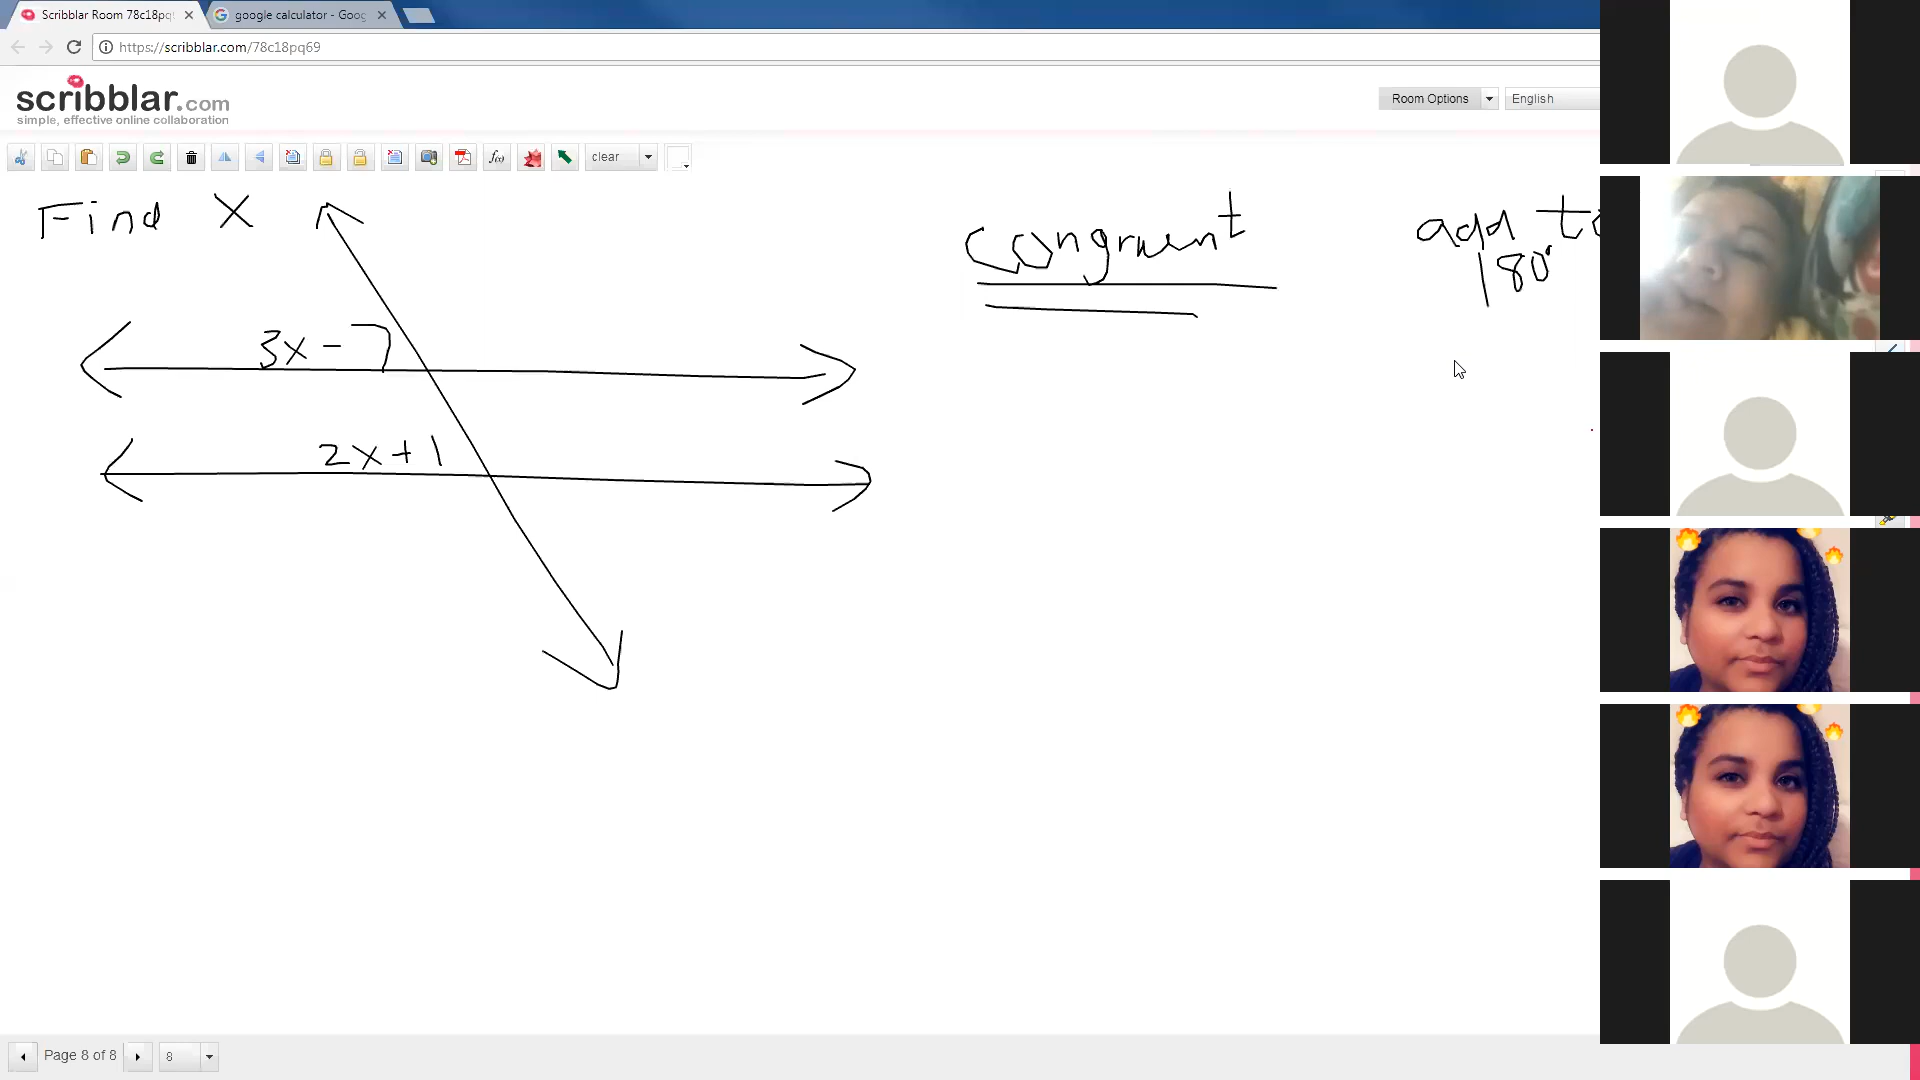 Scribblar Room 78c18pq
google calculator - Goog
https://scribblar.com/78c18pq69
scribblar.com
simple, effective online collaboration
Room Options
English
f(x)
clear
Find X
Congruent
add to
180°
3x - 7
2x + 1
Page 8 of 8
8